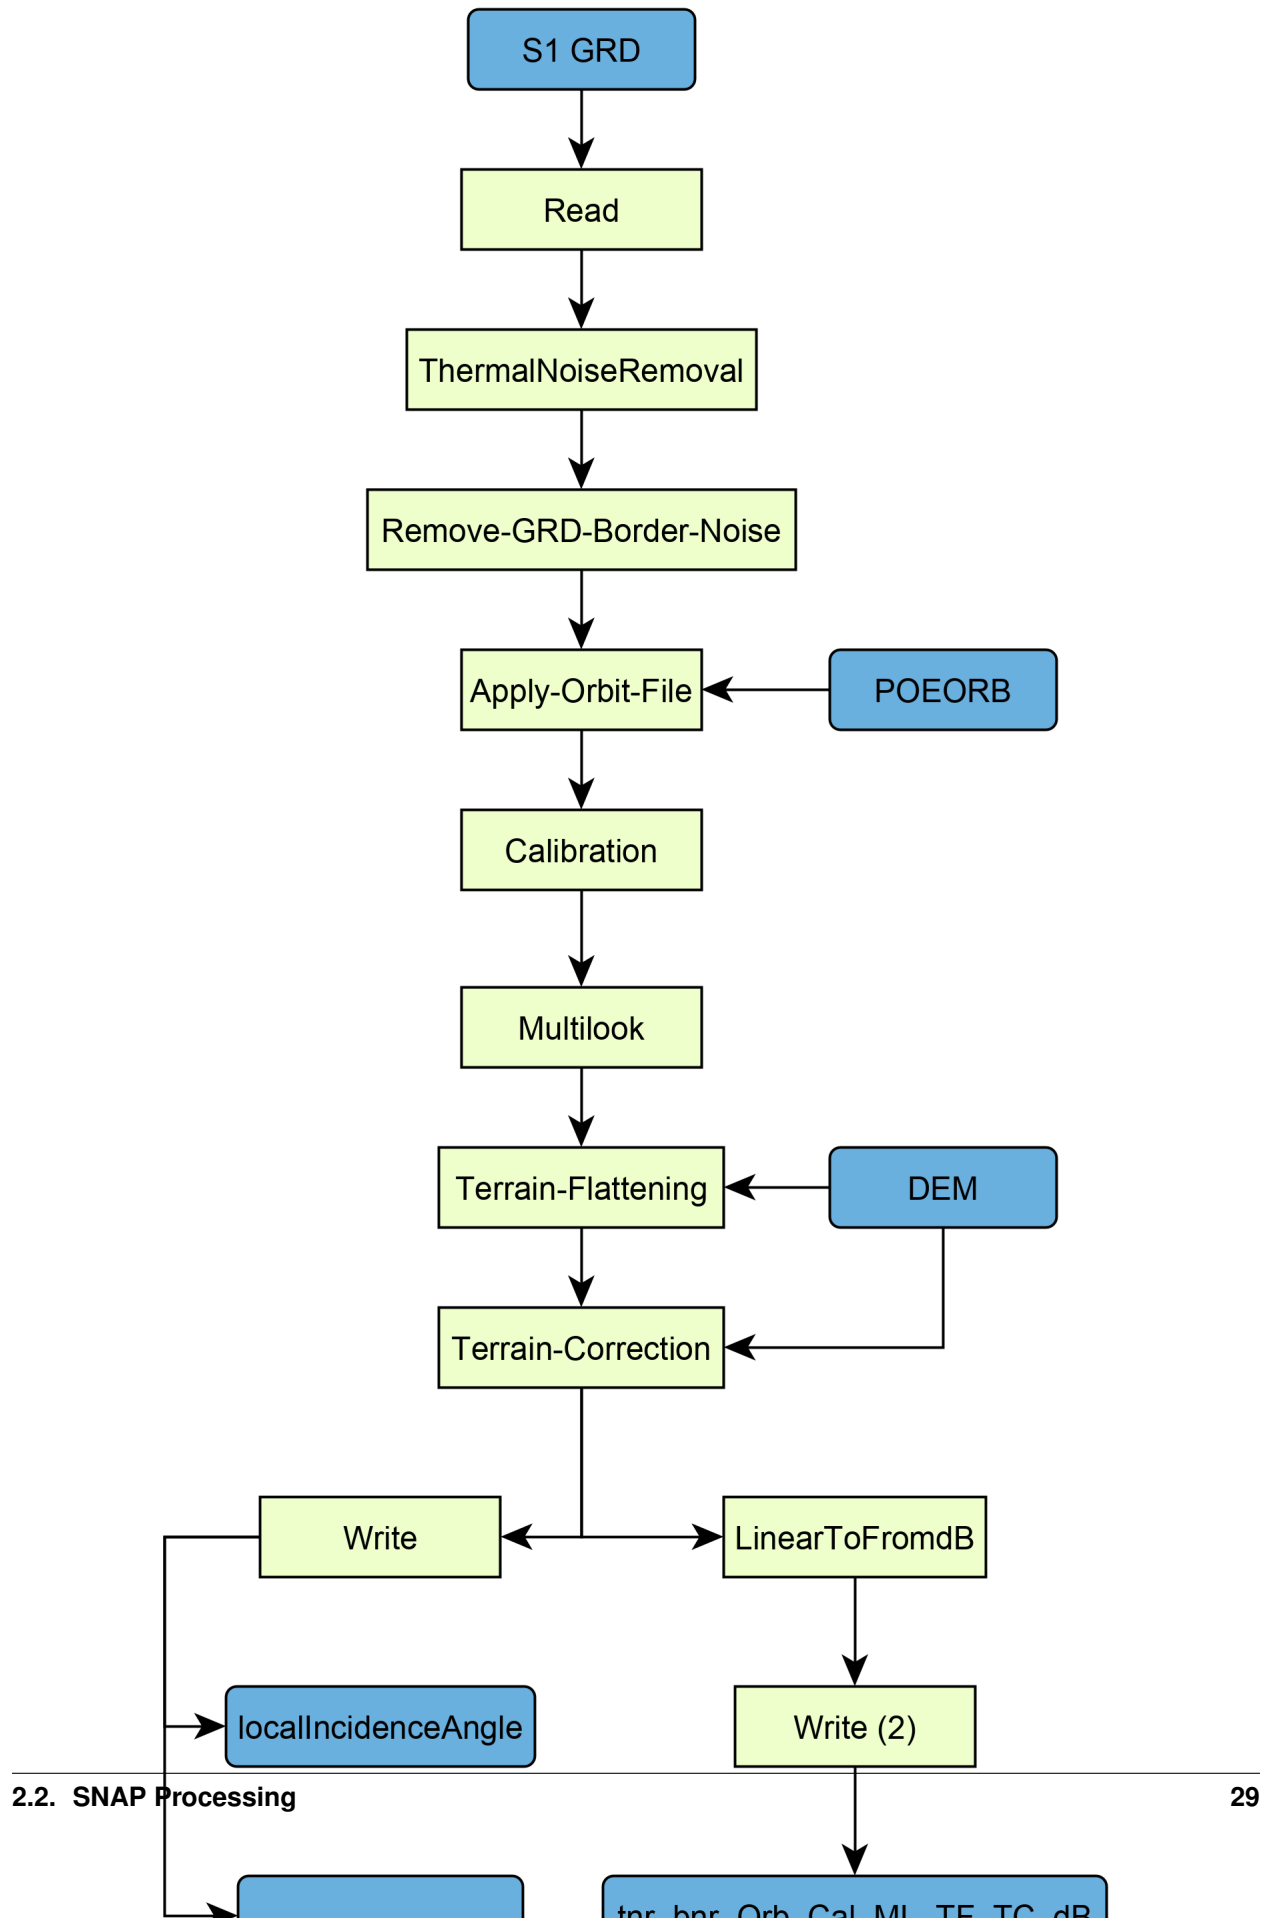 S1 GRD
Read
ThermalNoiseRemoval
Remove-GRD-Border-Noise
Apply-Orbit-File
POEORB
Calibration
Multilook
Terrain-Flattening
DEM
Terrain-Correction
Write
LinearToFromdB
localIncidenceAngle
Write (2)
2.2. SNAP Processing
29
tnr_bnr_Orb_Cal_ML_TF_TC_dB